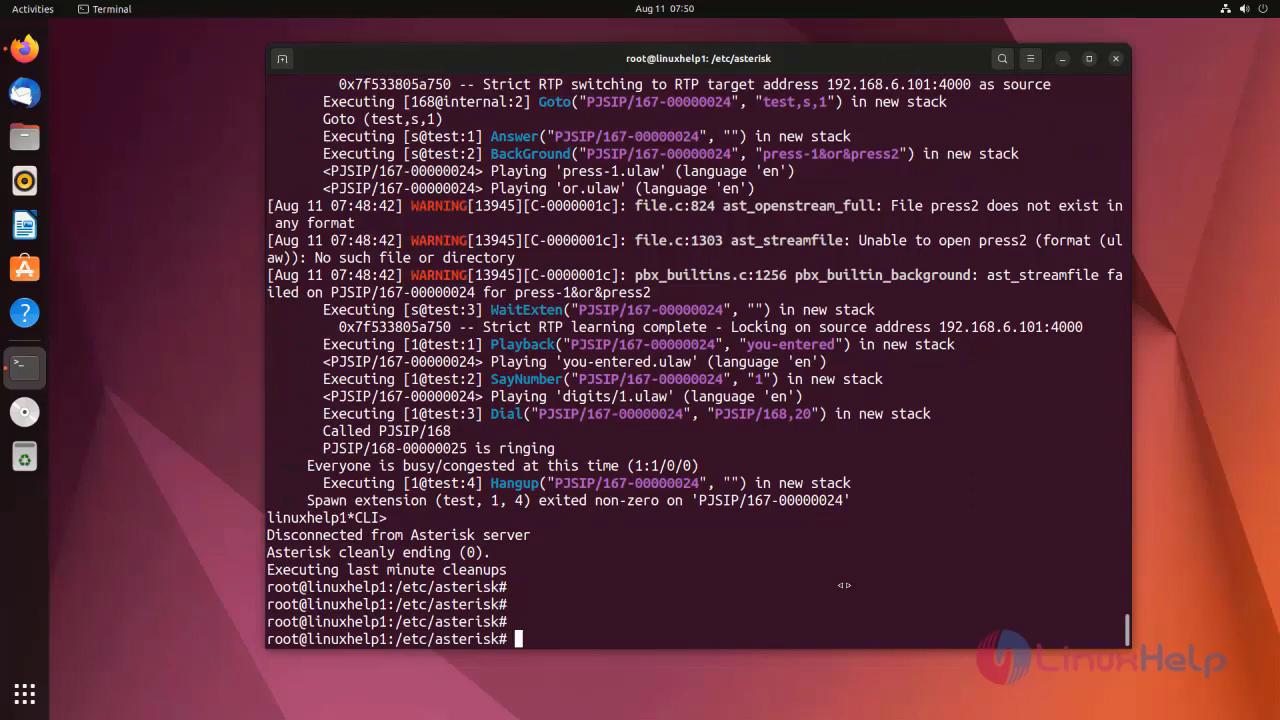 Activities Terminal Aug 11 07:50
root@linuxhelp1: /etc/asterisk
0x7f533805a750 -- Strict RTP switching to RTP target address 192.168.6.101:4000 as source
Executing [168@internal:2] Goto("PJSIP/167-00000024", "test,s,1") in new stack
Goto (test,s,1)
Executing [s@test:1] Answer("PJSIP/167-00000024", "") in new stack
Executing [s@test:2] BackGround("PJSIP/167-00000024", "press-1&or&press2") in new stack
<PJSIP/167-00000024> Playing 'press-1.ulaw' (language 'en')
<PJSIP/167-00000024> Playing 'or.ulaw' (language 'en')
[Aug 11 07:48:42] WARNING[13945][C-0000001c]: file.c:824 ast_openstream_full: File press2 does not exist in
any format
[Aug 11 07:48:42] WARNING[13945][C-0000001c]: file.c:1303 ast_streamfile: Unable to open press2 (format (ul
aw)): No such file or directory
[Aug 11 07:48:42] WARNING[13945][C-0000001c]: pbx_builtins.c:1256 pbx_builtin_background: ast_streamfile fa
iled on PJSIP/167-00000024 for press-1&or&press2
Executing [s@test:3] WaitExten("PJSIP/167-00000024", "") in new stack
0x7f533805a750 -- Strict RTP learning complete - Locking on source address 192.168.6.101:4000
Executing [1@test:1] Playback("PJSIP/167-00000024", "you-entered") in new stack
<PJSIP/167-00000024> Playing 'you-entered.ulaw' (language 'en')
Executing [1@test:2] SayNumber("PJSIP/167-00000024", "1") in new stack
<PJSIP/167-00000024> Playing 'digits/1.ulaw' (language 'en')
Executing [1@test:3] Dial("PJSIP/167-00000024", "PJSIP/168,20") in new stack
Called PJSIP/168
PJSIP/168-00000025 is ringing
Everyone is busy/congested at this time (1:1/0/0)
Executing [1@test:4] Hangup("PJSIP/167-00000024", "") in new stack
Spawn extension (test, 1, 4) exited non-zero on 'PJSIP/167-00000024'
linuxhelp1*CLI>
Disconnected from Asterisk server
Asterisk cleanly ending (0).
Executing last minute cleanups
root@linuxhelp1:/etc/asterisk#
root@linuxhelp1:/etc/asterisk#
root@linuxhelp1:/etc/asterisk#
root@linuxhelp1:/etc/asterisk#
LinuxHelp